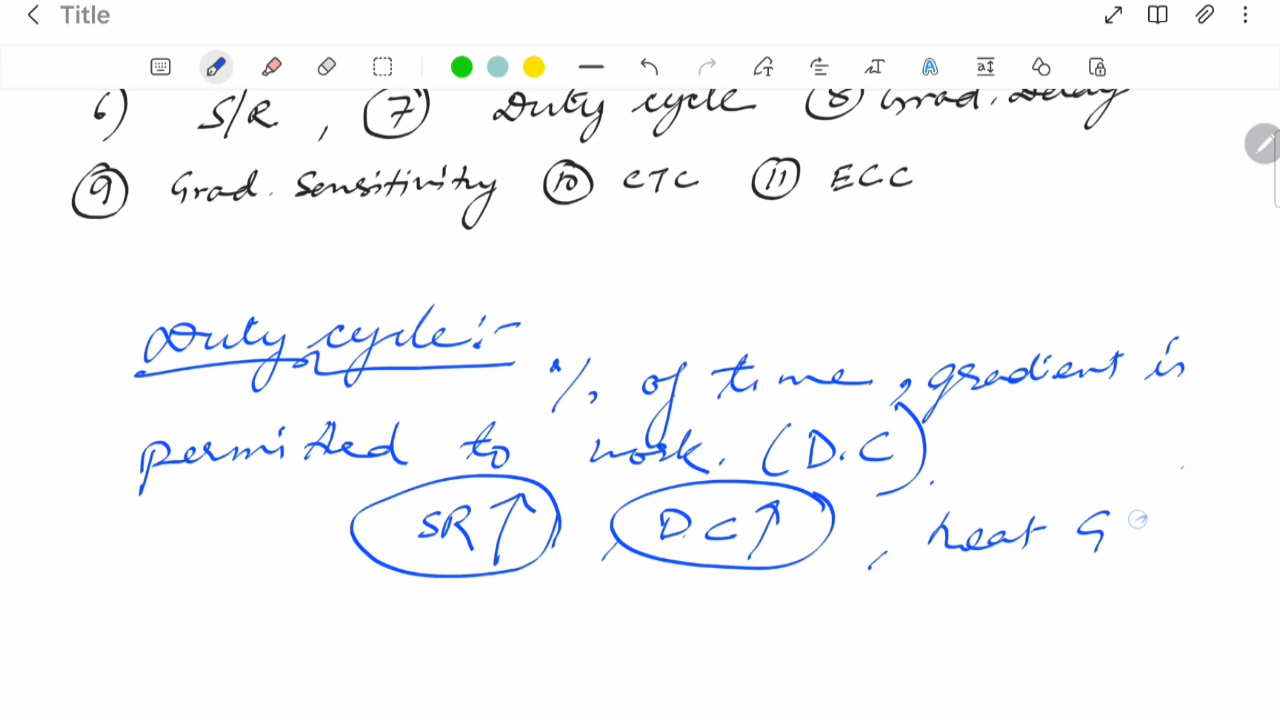 Title
6) S/R , (7) Duty cycle (8) Grad. Delay
(9) Grad. Sensitivity (10) CTC (11) ECC
Duty cycle:-
% of time, gradient is
permitted to work. (D.C).
SR↑ , D.C↑ , heat G